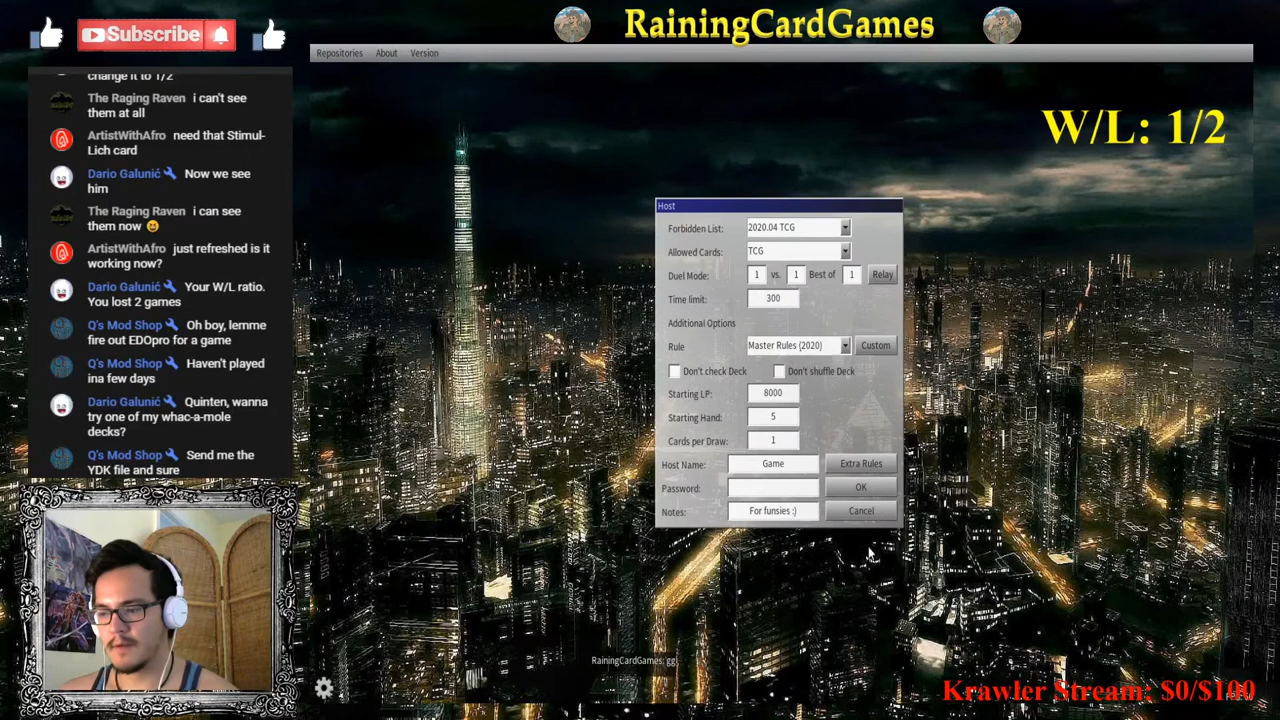 Subscribe
RainingCardGames
Repositories About Version
W/L: 1/2
change it to 1/2
The Raging Raven i can't see
them at all
ArtistWithAfro need that Stimul-
Lich card
Dario Galunić Now we see
him
The Raging Raven i can see
them now
ArtistWithAfro just refreshed is it
working now?
Dario Galunić Your W/L ratio.
You lost 2 games
Q's Mod Shop Oh boy, lemme
fire out EDOpro for a game
Q's Mod Shop Haven't played
ina few days
Dario Galunić Quinten, wanna
try one of my whac-a-mole
decks?
Q's Mod Shop Send me the
YDK file and sure
Host
Forbidden List: 2020.04 TCG
Allowed Cards: TCG
Duel Mode: 1 vs. 1 Best of 1 Relay
Time limit: 300
Additional Options
Rule Master Rules (2020) Custom
Don't check Deck Don't shuffle Deck
Starting LP: 8000
Starting Hand: 5
Cards per Draw: 1
Host Name: Game Extra Rules
Password: OK
Notes: For funsies :) Cancel
RainingCardGames: gg
Krawler Stream: $0/$100